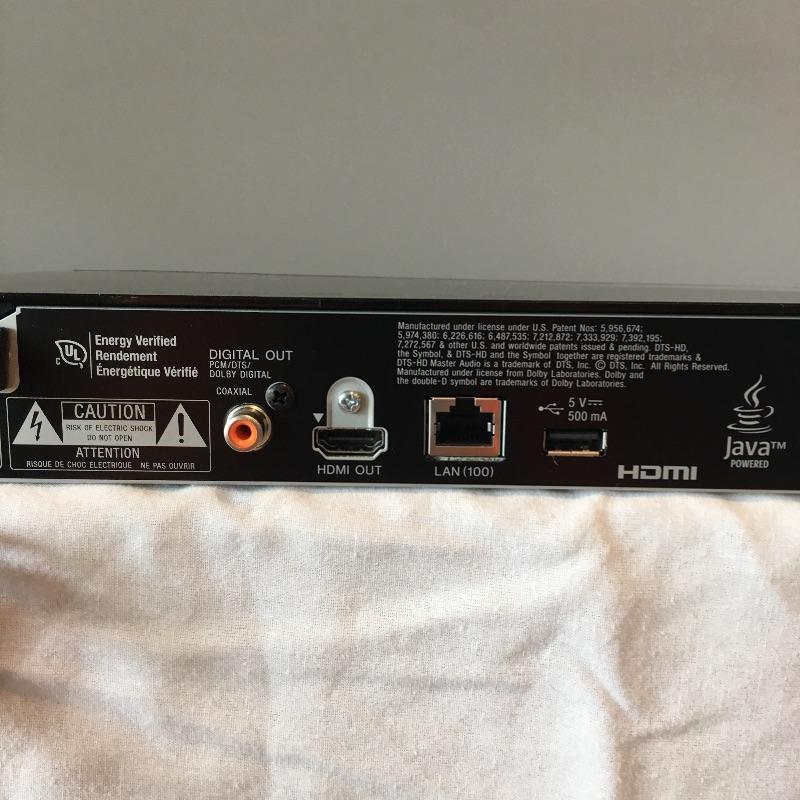 UL
Energy Verified
Rendement
Énergétique Vérifié
CAUTION
RISK OF ELECTRIC SHOCK
DO NOT OPEN
ATTENTION
RISQUE DE CHOC ELECTRIQUE NE PAS OUVRIR
DIGITAL OUT
PCM/DTS/
DOLBY DIGITAL
COAXIAL
HDMI OUT
Manufactured under license under U.S. Patent Nos: 5,956,674;
5,974,380; 6,226,616; 6,487,535; 7,212,872; 7,333,929; 7,392,195;
7,272,567 & other U.S. and worldwide patents issued & pending. DTS-HD,
the Symbol, & DTS-HD and the Symbol together are registered trademarks &
DTS-HD Master Audio is a trademark of DTS, Inc. © DTS, Inc. All Rights Reserved.
Manufactured under license from Dolby Laboratories. Dolby and
the double-D symbol are trademarks of Dolby Laboratories.
LAN (100)
5 V
500 mA
HDMI
Java™
POWERED